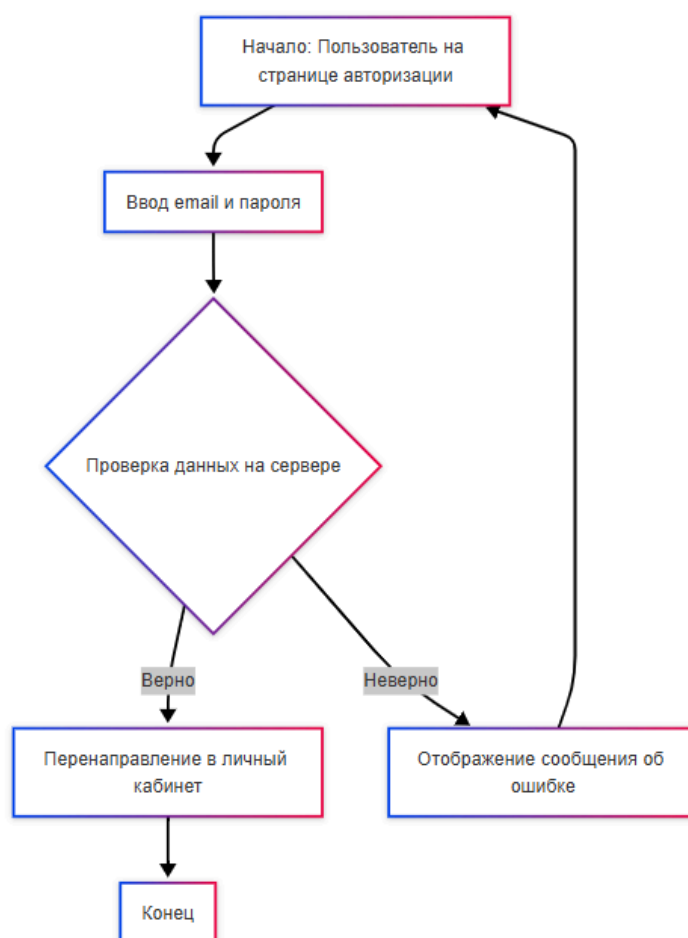 Начало: Пользователь на
странице авторизации
Ввод email и пароля
Проверка данных на сервере
Верно
Неверно
Перенаправление в личный
кабинет
Отображение сообщения об
ошибке
Конец